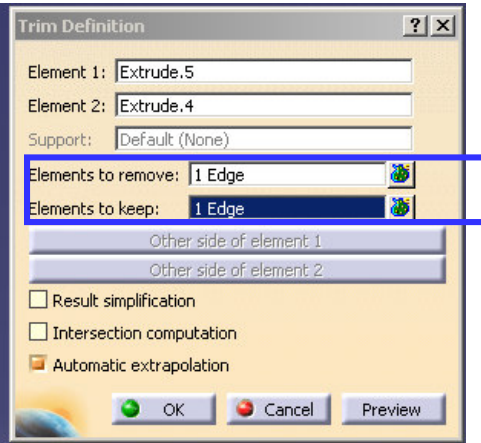 Trim Definition
Element 1: Extrude.5
Element 2: Extrude.4
Support: Default (None)
Elements to remove: 1 Edge
Elements to keep: 1 Edge
Other side of element 1
Other side of element 2
Result simplification
Intersection computation
Automatic extrapolation
OK Cancel Preview